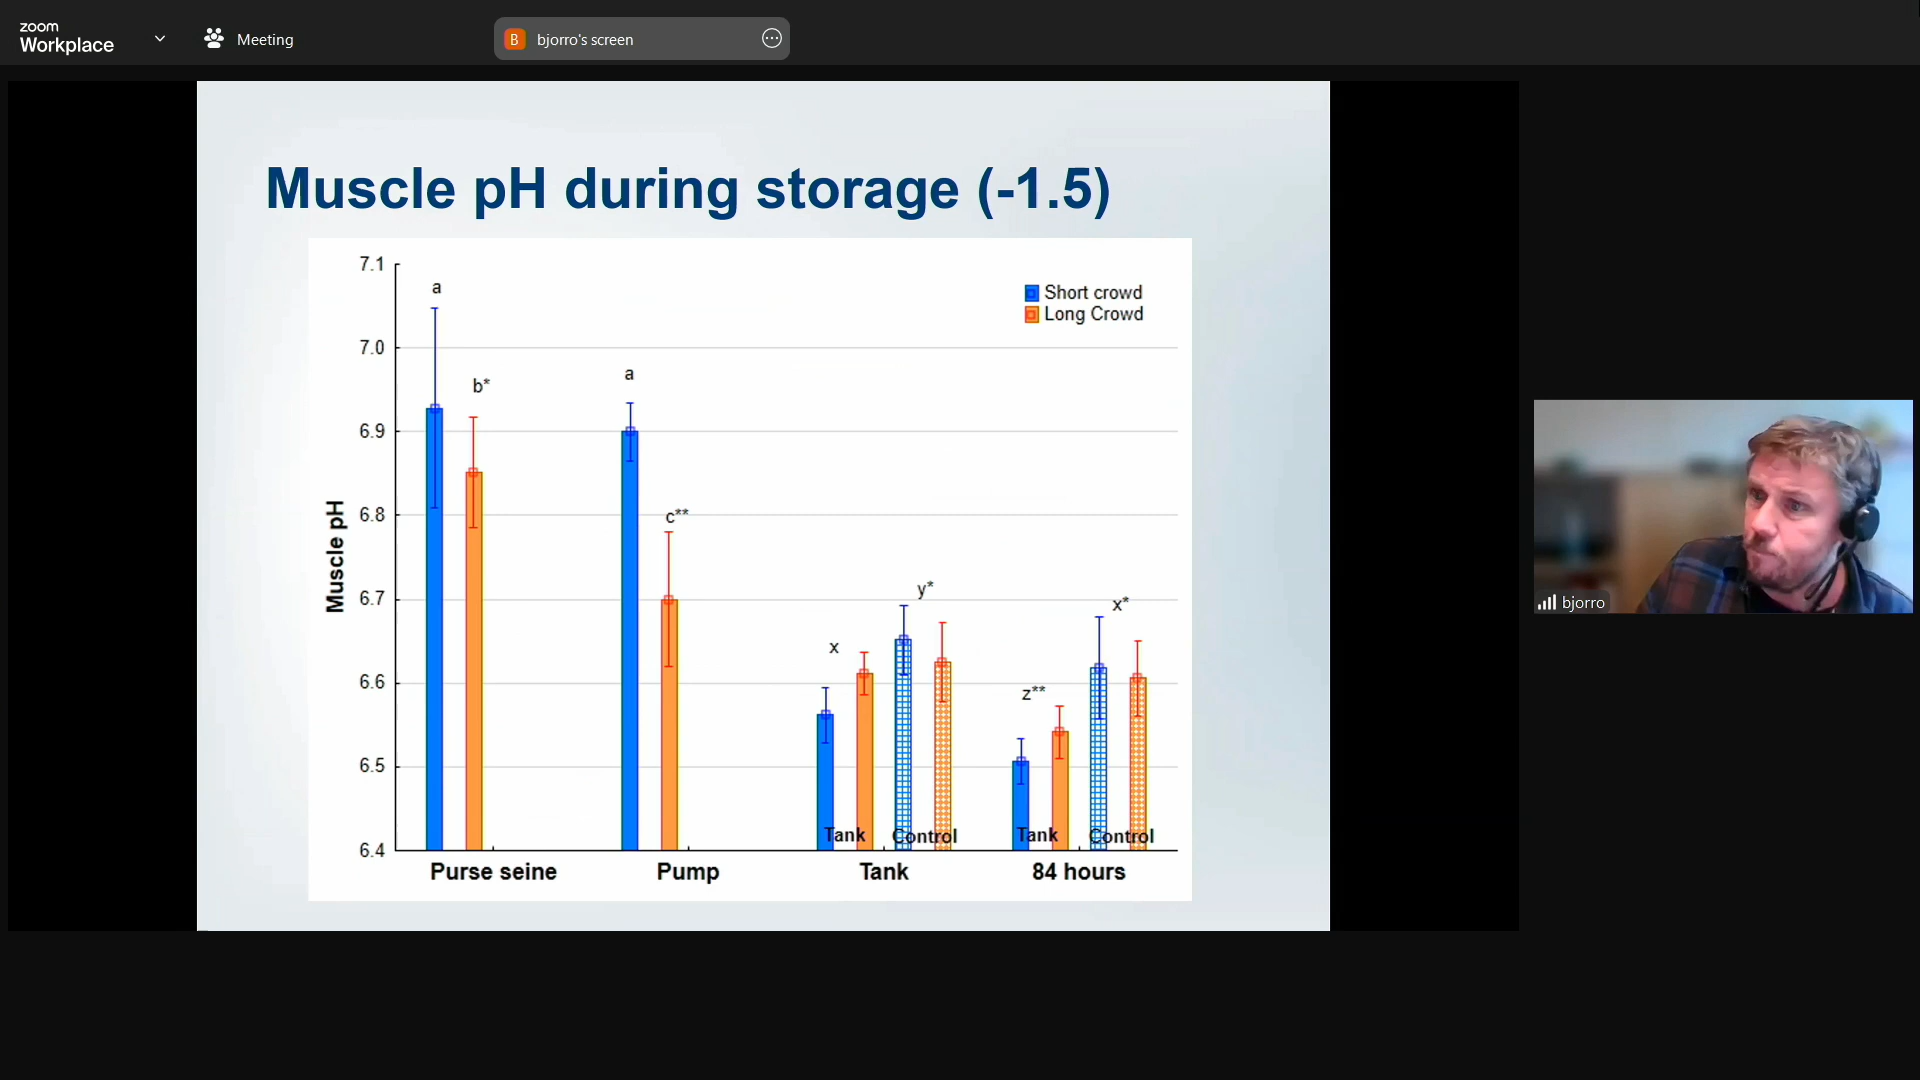 zoom
Workplace
Meeting
B bjorro's screen
Muscle pH during storage (-1.5)
7.1
7.0
6.9
6.8
6.7
6.6
6.5
6.4
Muscle pH
Short crowd
Long Crowd
a
b*
a
c**
x
y*
z**
x*
Tank Control Tank Control
Purse seine Pump Tank 84 hours
bjorro